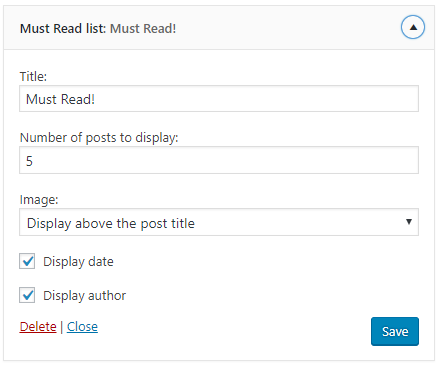 Must Read list: Must Read!
Title:
Must Read!
Number of posts to display:
5
Image:
Display above the post title
Display date
Display author
Delete | Close
Save